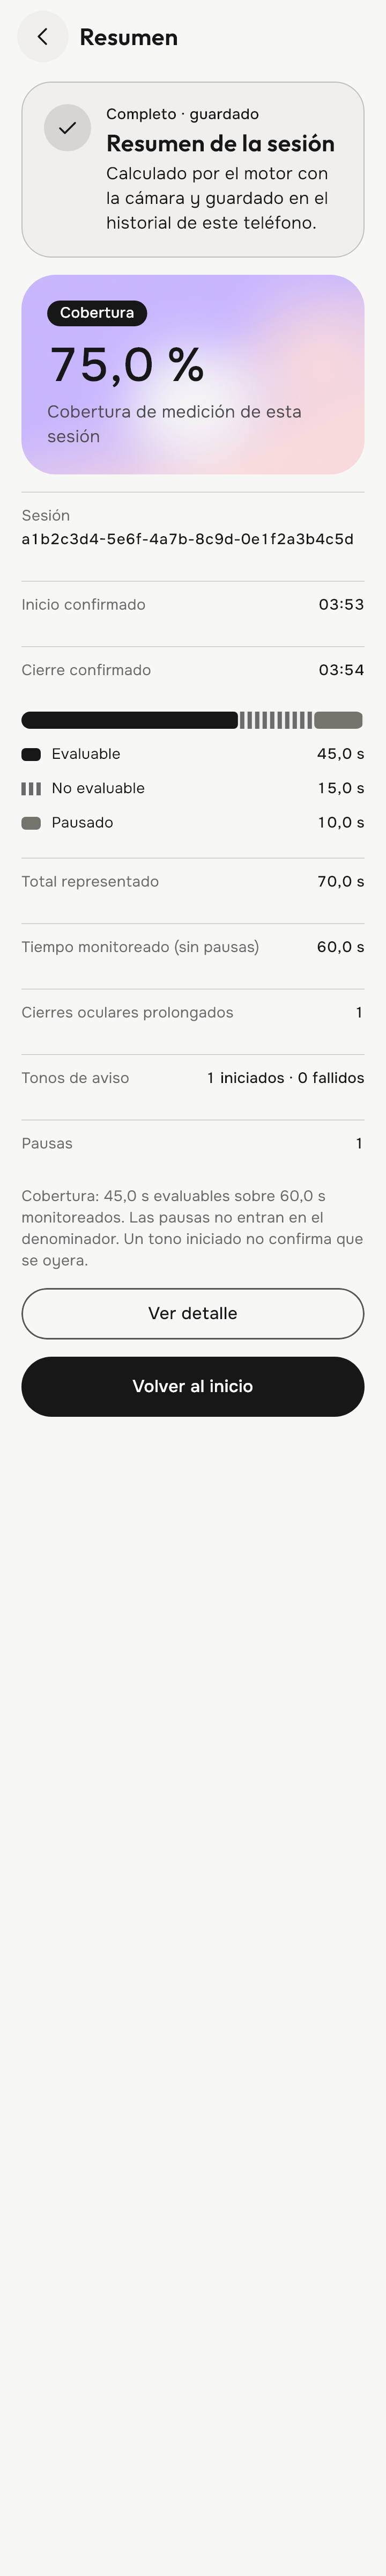 Resumen
Completo · guardado
Resumen de la sesión
Calculado por el motor con
la cámara y guardado en el
historial de este teléfono.
Cobertura
75,0 %
Cobertura de medición de esta
sesión
Sesión
a1b2c3d4-5e6f-4a7b-8c9d-0e1f2a3b4c5d
Inicio confirmado 03:53
Cierre confirmado 03:54
Evaluable 45,0 s
No evaluable 15,0 s
Pausado 10,0 s
Total representado 70,0 s
Tiempo monitoreado (sin pausas) 60,0 s
Cierres oculares prolongados 1
Tonos de aviso 1 iniciados · 0 fallidos
Pausas 1
Cobertura: 45,0 s evaluables sobre 60,0 s
monitoreados. Las pausas no entran en el
denominador. Un tono iniciado no confirma que
se oyera.
Ver detalle
Volver al inicio